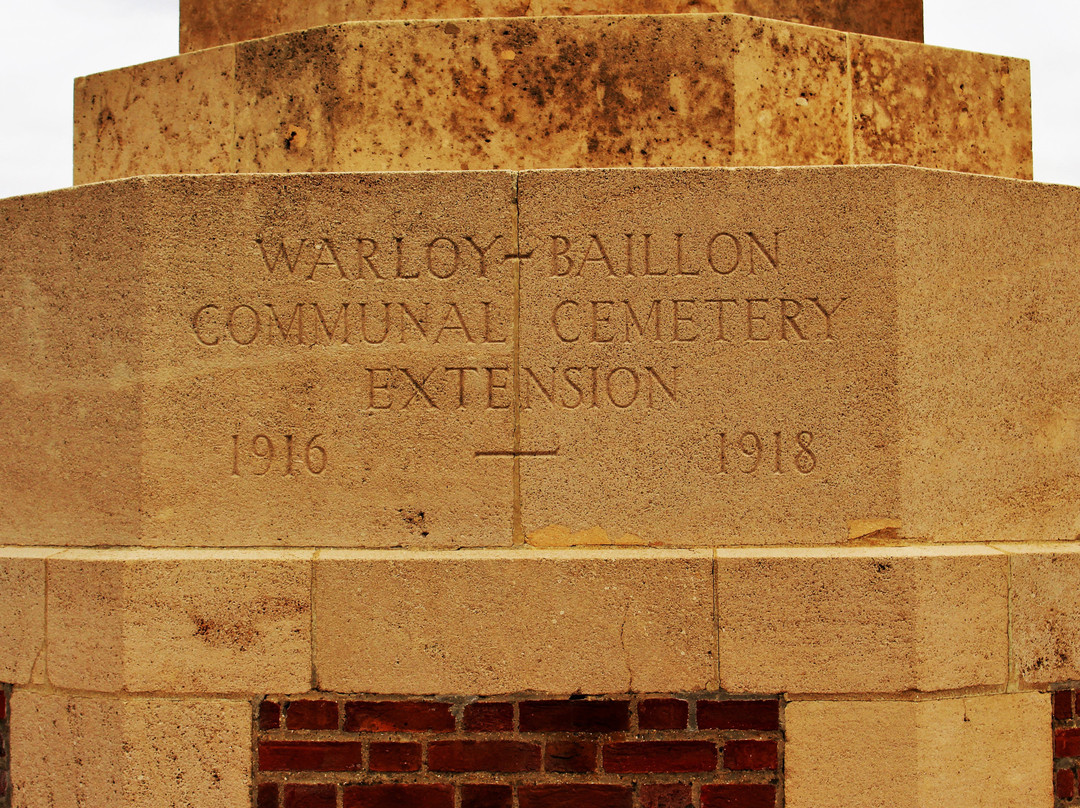 WARLOY-BAILLON
COMMUNAL CEMETERY
EXTENSION
1916 — 1918